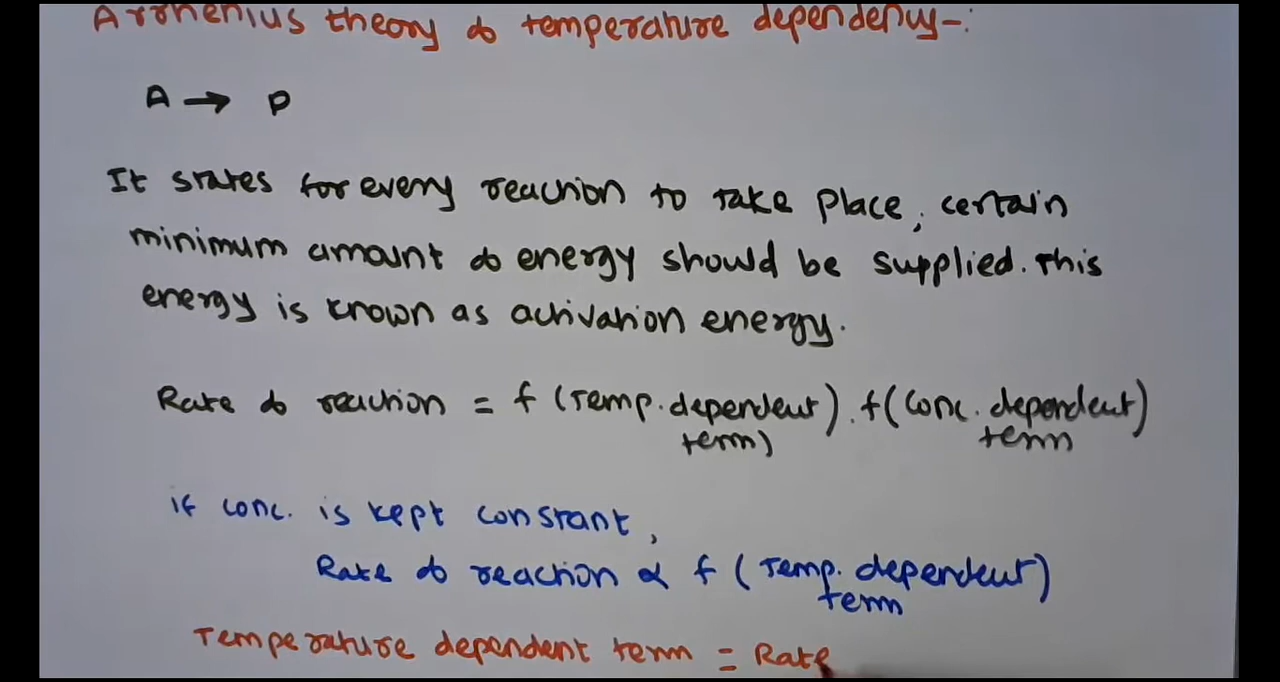 Arrhenius theory of temperature dependency-:
A → P
It states for every reaction to take place, certain
minimum amount of energy should be supplied. This
energy is known as activation energy.
Rate of reaction = f (Temp. dependent) . f(conc. dependent)
term) term
if conc. is kept constant,
Rate of reaction α f (Temp. dependent)
term
Temperature dependent term = Rate